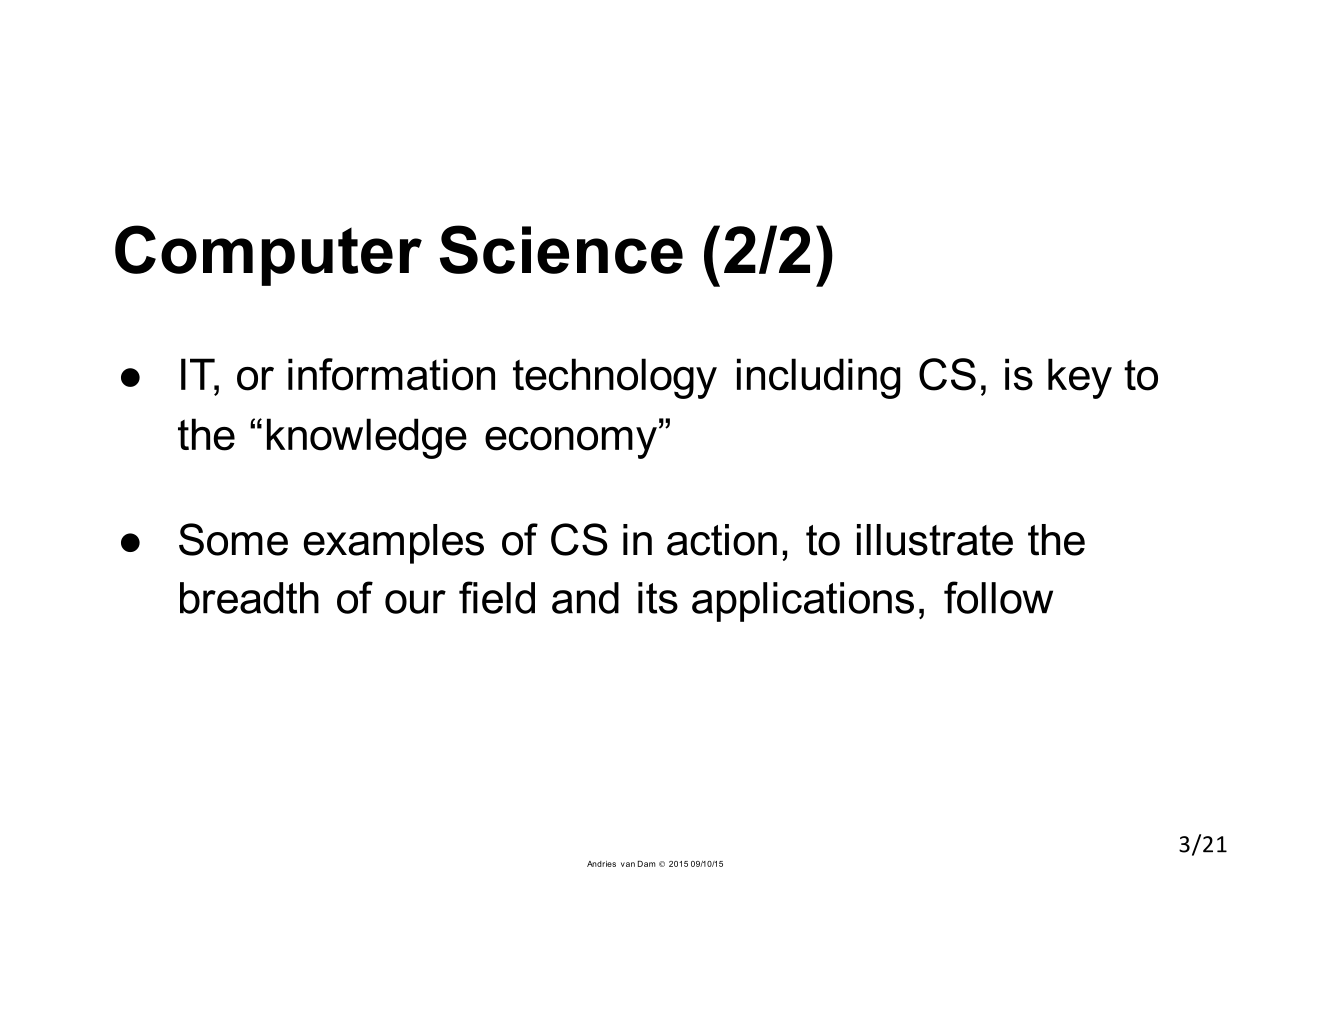 Computer Science (2/2)
● IT, or information technology including CS, is key to
the “knowledge economy”
● Some examples of CS in action, to illustrate the
breadth of our field and its applications, follow
3/21
Andries van Dam © 2015 09/10/15